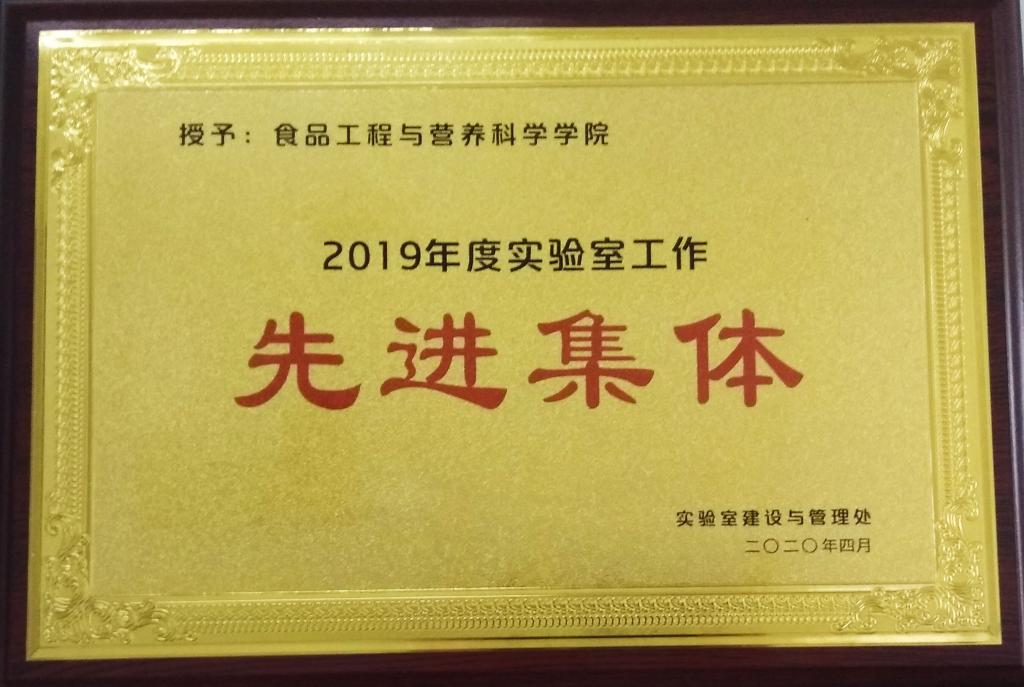 授予：食品工程与营养科学学院
2019年度实验室工作
先进集体
实验室建设与管理处
二〇二〇年四月